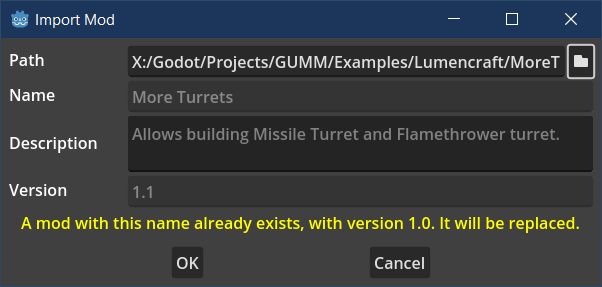 Import Mod
Path X:/Godot/Projects/GUMM/Examples/Lumencraft/MoreT
Name More Turrets
Description Allows building Missile Turret and Flamethrower turret.
Version 1.1
A mod with this name already exists, with version 1.0. It will be replaced.
OK Cancel